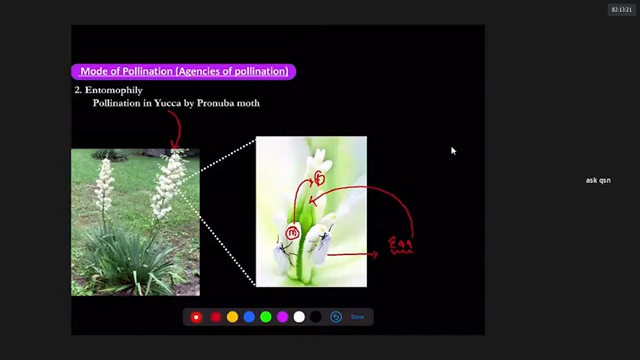 02:13:21
Mode of Pollination (Agencies of pollination)
2. Entomophily
Pollination in Yucca by Pronuba moth
ask qsn
Egg
Done